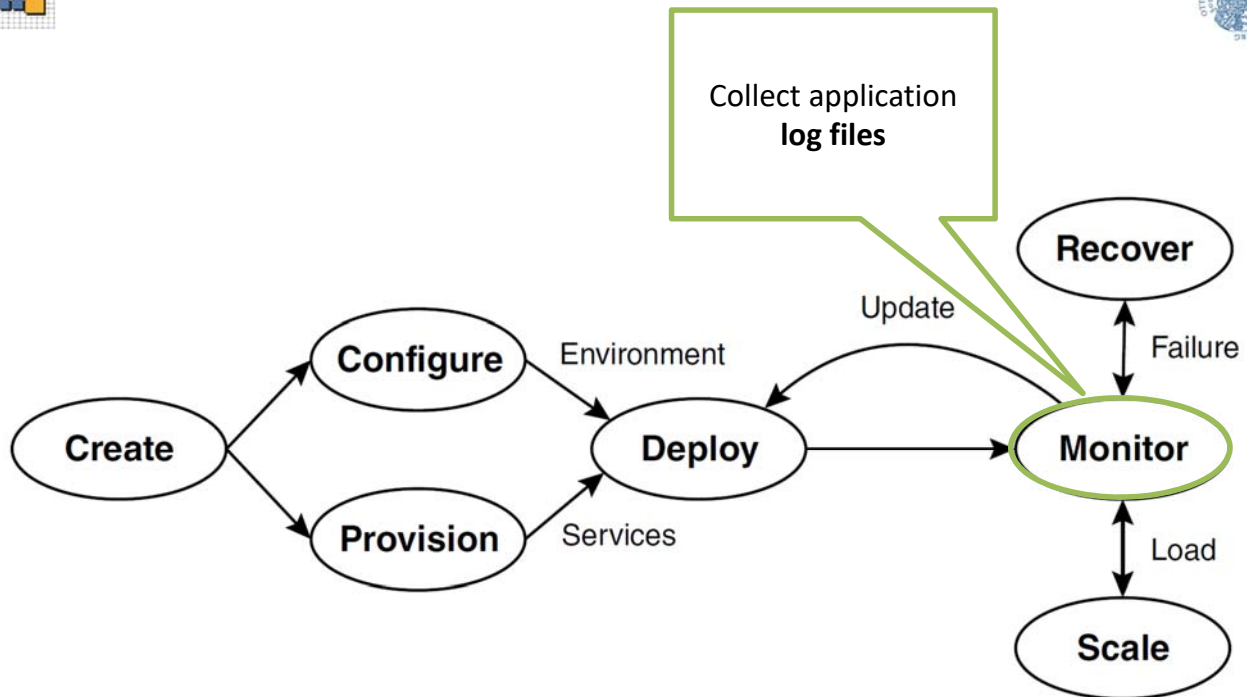 Collect application
log files
Recover
Update
Failure
Configure
Environment
Create
Deploy
Monitor
Provision
Services
Load
Scale